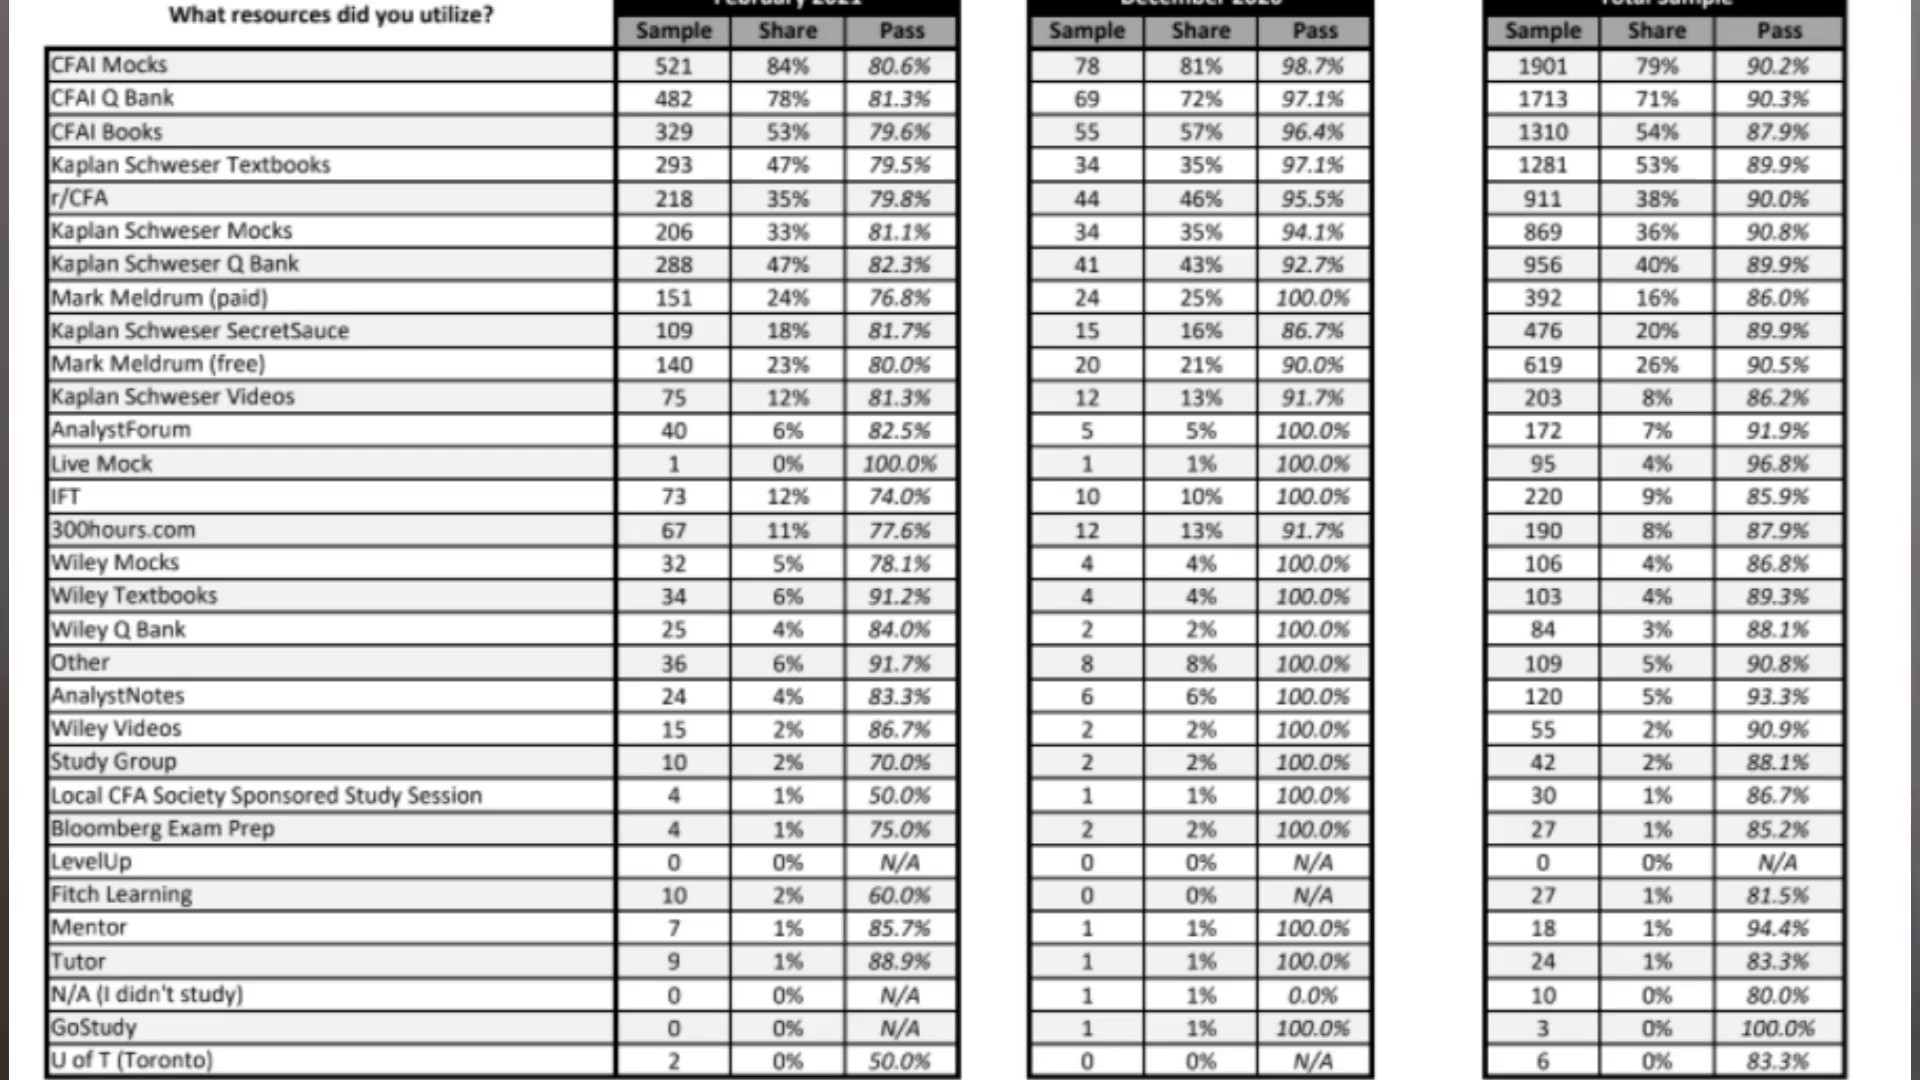 February 2021 December 2020 Total Sample
What resources did you utilize?
Sample Share Pass Sample Share Pass Sample Share Pass
CFAI Mocks 521 84% 80.6% 78 81% 98.7% 1901 79% 90.2%
CFAI Q Bank 482 78% 81.3% 69 72% 97.1% 1713 71% 90.3%
CFAI Books 329 53% 79.6% 55 57% 96.4% 1310 54% 87.9%
Kaplan Schweser Textbooks 293 47% 79.5% 34 35% 97.1% 1281 53% 89.9%
r/CFA 218 35% 79.8% 44 46% 95.5% 911 38% 90.0%
Kaplan Schweser Mocks 206 33% 81.1% 34 35% 94.1% 869 36% 90.8%
Kaplan Schweser Q Bank 288 47% 82.3% 41 43% 92.7% 956 40% 89.9%
Mark Meldrum (paid) 151 24% 76.8% 24 25% 100.0% 392 16% 86.0%
Kaplan Schweser SecretSauce 109 18% 81.7% 15 16% 86.7% 476 20% 89.9%
Mark Meldrum (free) 140 23% 80.0% 20 21% 90.0% 619 26% 90.5%
Kaplan Schweser Videos 75 12% 81.3% 12 13% 91.7% 203 8% 86.2%
AnalystForum 40 6% 82.5% 5 5% 100.0% 172 7% 91.9%
Live Mock 1 0% 100.0% 1 1% 100.0% 95 4% 96.8%
IFT 73 12% 74.0% 10 10% 100.0% 220 9% 85.9%
300hours.com 67 11% 77.6% 12 13% 91.7% 190 8% 87.9%
Wiley Mocks 32 5% 78.1% 4 4% 100.0% 106 4% 86.8%
Wiley Textbooks 34 6% 91.2% 4 4% 100.0% 103 4% 89.3%
Wiley Q Bank 25 4% 84.0% 2 2% 100.0% 84 3% 88.1%
Other 36 6% 91.7% 8 8% 100.0% 109 5% 90.8%
AnalystNotes 24 4% 83.3% 6 6% 100.0% 120 5% 93.3%
Wiley Videos 15 2% 86.7% 2 2% 100.0% 55 2% 90.9%
Study Group 10 2% 70.0% 2 2% 100.0% 42 2% 88.1%
Local CFA Society Sponsored Study Session 4 1% 50.0% 1 1% 100.0% 30 1% 86.7%
Bloomberg Exam Prep 4 1% 75.0% 2 2% 100.0% 27 1% 85.2%
LevelUp 0 0% N/A 0 0% N/A 0 0% N/A
Fitch Learning 10 2% 60.0% 0 0% N/A 27 1% 81.5%
Mentor 7 1% 85.7% 1 1% 100.0% 18 1% 94.4%
Tutor 9 1% 88.9% 1 1% 100.0% 24 1% 83.3%
N/A (I didn't study) 0 0% N/A 1 1% 0.0% 10 0% 80.0%
GoStudy 0 0% N/A 1 1% 100.0% 3 0% 100.0%
U of T (Toronto) 2 0% 50.0% 0 0% N/A 6 0% 83.3%